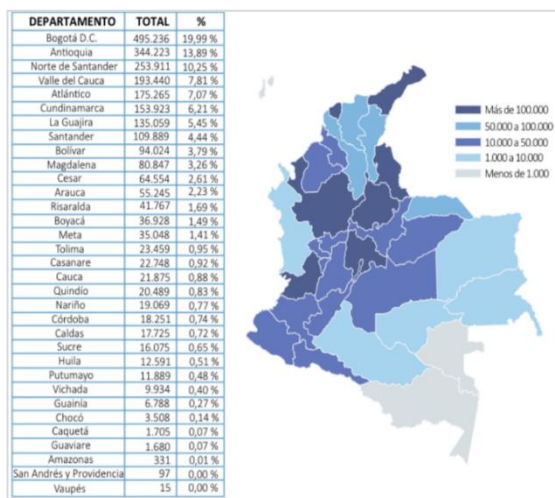 DEPARTAMENTO TOTAL %
Bogotá D.C. 495.236 19,99 %
Antioquia 344.223 13,89 %
Norte de Santander 253.911 10,25 %
Valle del Cauca 193.440 7,81 %
Atlántico 175.265 7,07 %
Cundinamarca 153.923 6,21 %
La Guajira 135.059 5,45 %
Santander 109.889 4,44 %
Bolívar 94.024 3,79 %
Magdalena 80.847 3,26 %
Cesar 64.554 2,61 %
Arauca 55.245 2,23 %
Risaralda 41.767 1,69 %
Boyacá 36.928 1,49 %
Meta 35.048 1,41 %
Tolima 23.459 0,95 %
Casanare 22.748 0,92 %
Cauca 21.875 0,88 %
Quindío 20.489 0,83 %
Nariño 19.069 0,77 %
Córdoba 18.251 0,74 %
Caldas 17.725 0,72 %
Sucre 16.075 0,65 %
Huila 12.591 0,51 %
Putumayo 11.889 0,48 %
Vichada 9.934 0,40 %
Guainía 6.788 0,27 %
Chocó 3.508 0,14 %
Caquetá 1.705 0,07 %
Guaviare 1.680 0,07 %
Amazonas 331 0,01 %
San Andrés y Providencia 97 0,00 %
Vaupés 15 0,00 %
Más de 100.000
50.000 a 100.000
10.000 a 50.000
1.000 a 10.000
Menos de 1.000